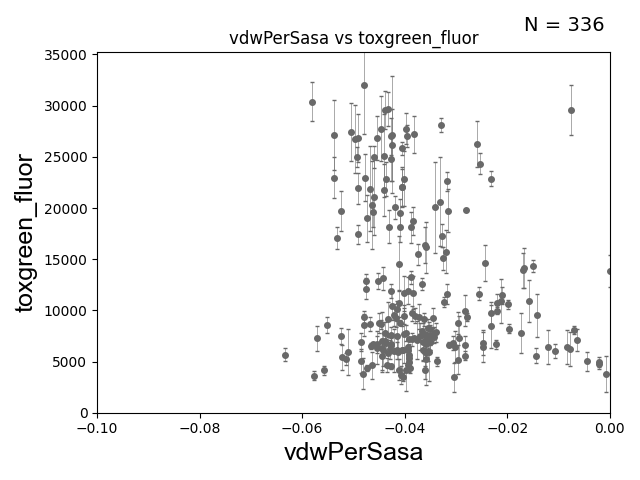 N = 336
vdwPerSasa vs toxgreen_fluor
35000
30000
25000
20000
15000
10000
5000
0
toxgreen_fluor
−0.10 −0.08 −0.06 −0.04 −0.02 0.00
vdwPerSasa